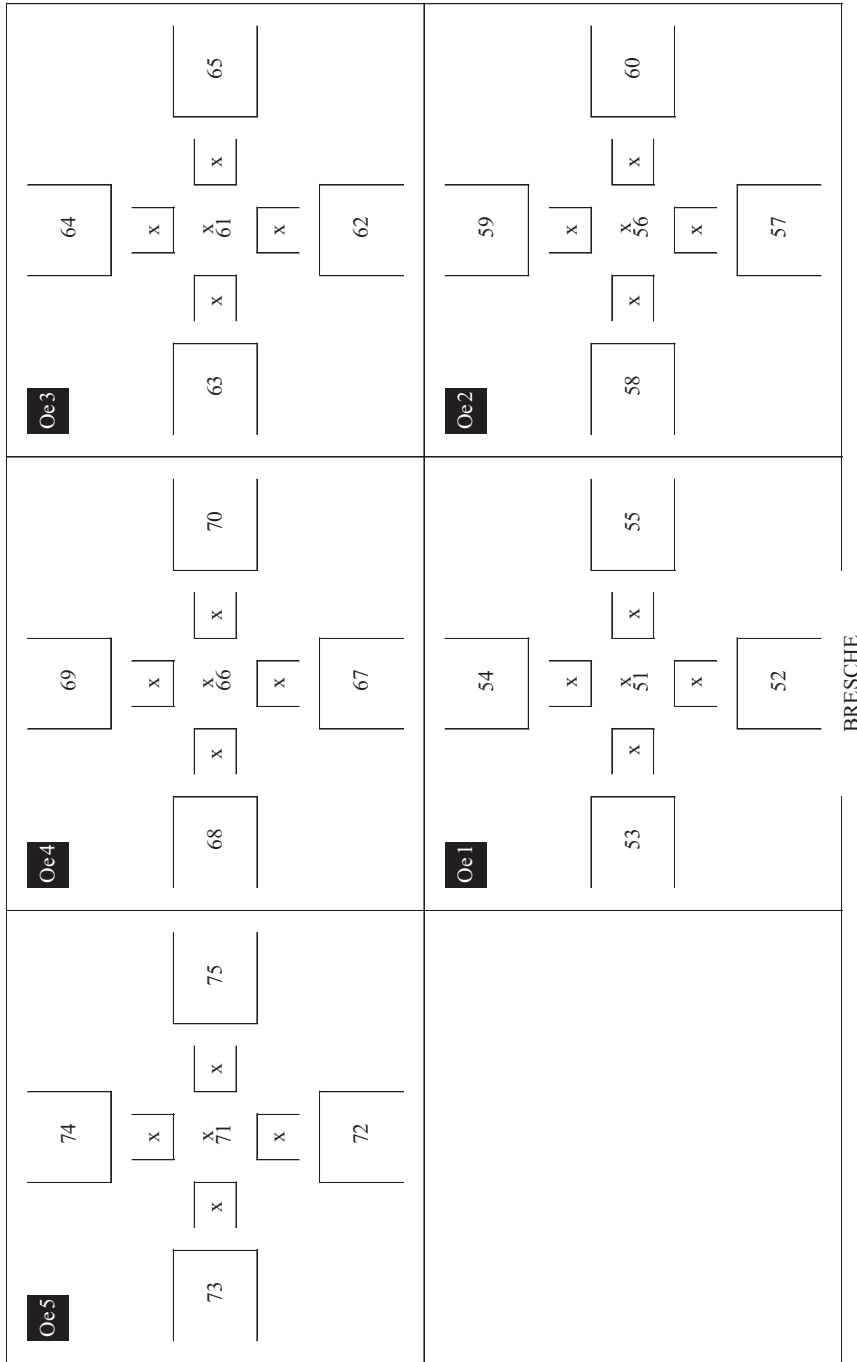 Oe5
74
x
73 x x x 75
71
x
72
Oe4
69
x
68 x x x 70
66
x
67
Oe3
64
x
63 x x x 65
61
x
62
Oe1
54
x
53 x x x 55
51
x
52
Oe2
59
x
58 x x x 60
56
x
57
BRESCHE